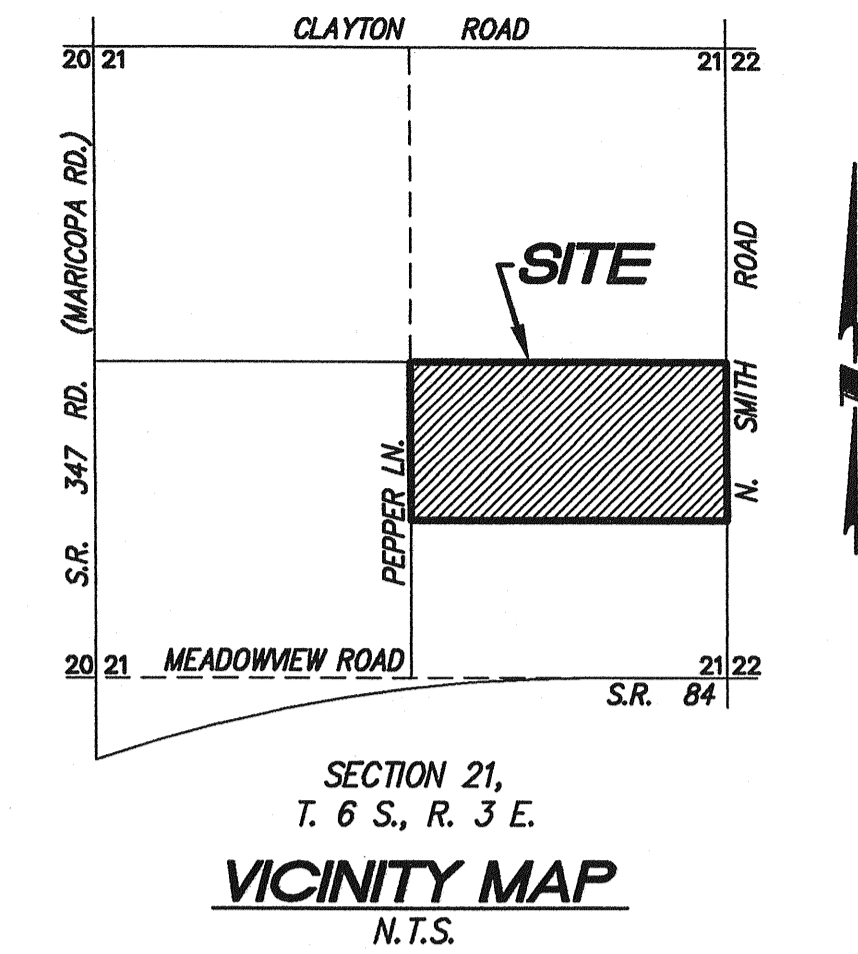 CLAYTON ROAD
20 21
21 22
S.R. 347 RD. (MARICOPA RD.)
SITE
N. SMITH ROAD
PEPPER LN.
20 21
MEADOWVIEW ROAD
21 22
S.R. 84
SECTION 21,
T. 6 S., R. 3 E.
VICINITY MAP
N.T.S.